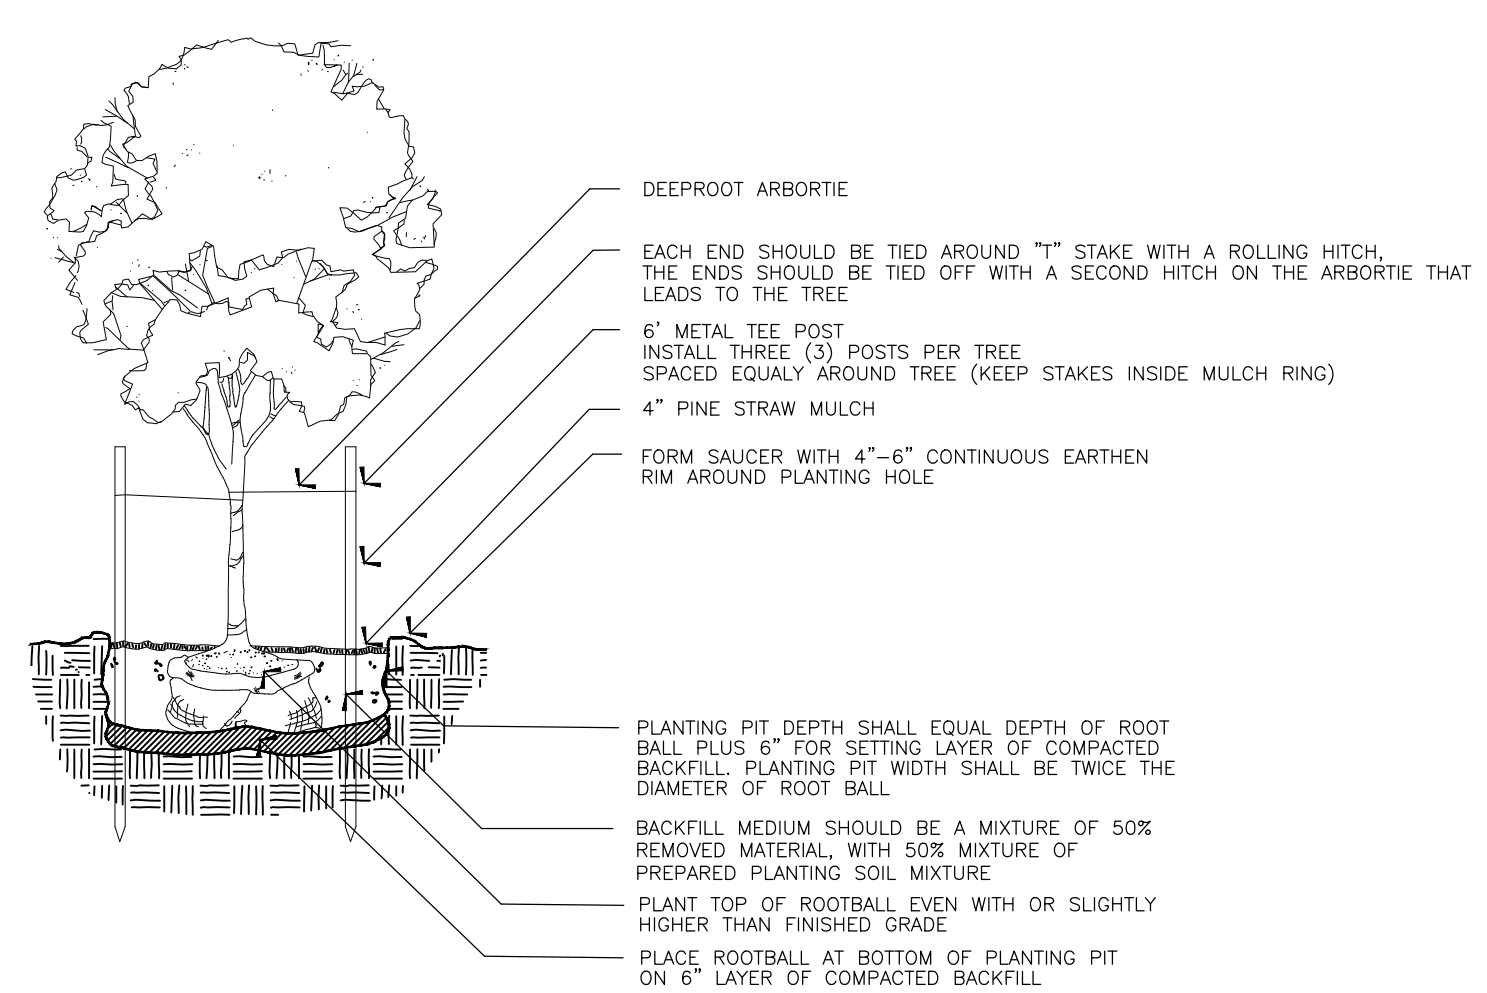 DEEPROOT ARBORTIE
EACH END SHOULD BE TIED AROUND "T" STAKE WITH A ROLLING HITCH,
THE ENDS SHOULD BE TIED OFF WITH A SECOND HITCH ON THE ARBORTIE THAT
LEADS TO THE TREE
6' METAL TEE POST
INSTALL THREE (3) POSTS PER TREE
SPACED EQUALY AROUND TREE (KEEP STAKES INSIDE MULCH RING)
4" PINE STRAW MULCH
FORM SAUCER WITH 4"-6" CONTINUOUS EARTHEN
RIM AROUND PLANTING HOLE
PLANTING PIT DEPTH SHALL EQUAL DEPTH OF ROOT
BALL PLUS 6" FOR SETTING LAYER OF COMPACTED
BACKFILL. PLANTING PIT WIDTH SHALL BE TWICE THE
DIAMETER OF ROOT BALL
BACKFILL MEDIUM SHOULD BE A MIXTURE OF 50%
REMOVED MATERIAL, WITH 50% MIXTURE OF
PREPARED PLANTING SOIL MIXTURE
PLANT TOP OF ROOTBALL EVEN WITH OR SLIGHTLY
HIGHER THAN FINISHED GRADE
PLACE ROOTBALL AT BOTTOM OF PLANTING PIT
ON 6" LAYER OF COMPACTED BACKFILL